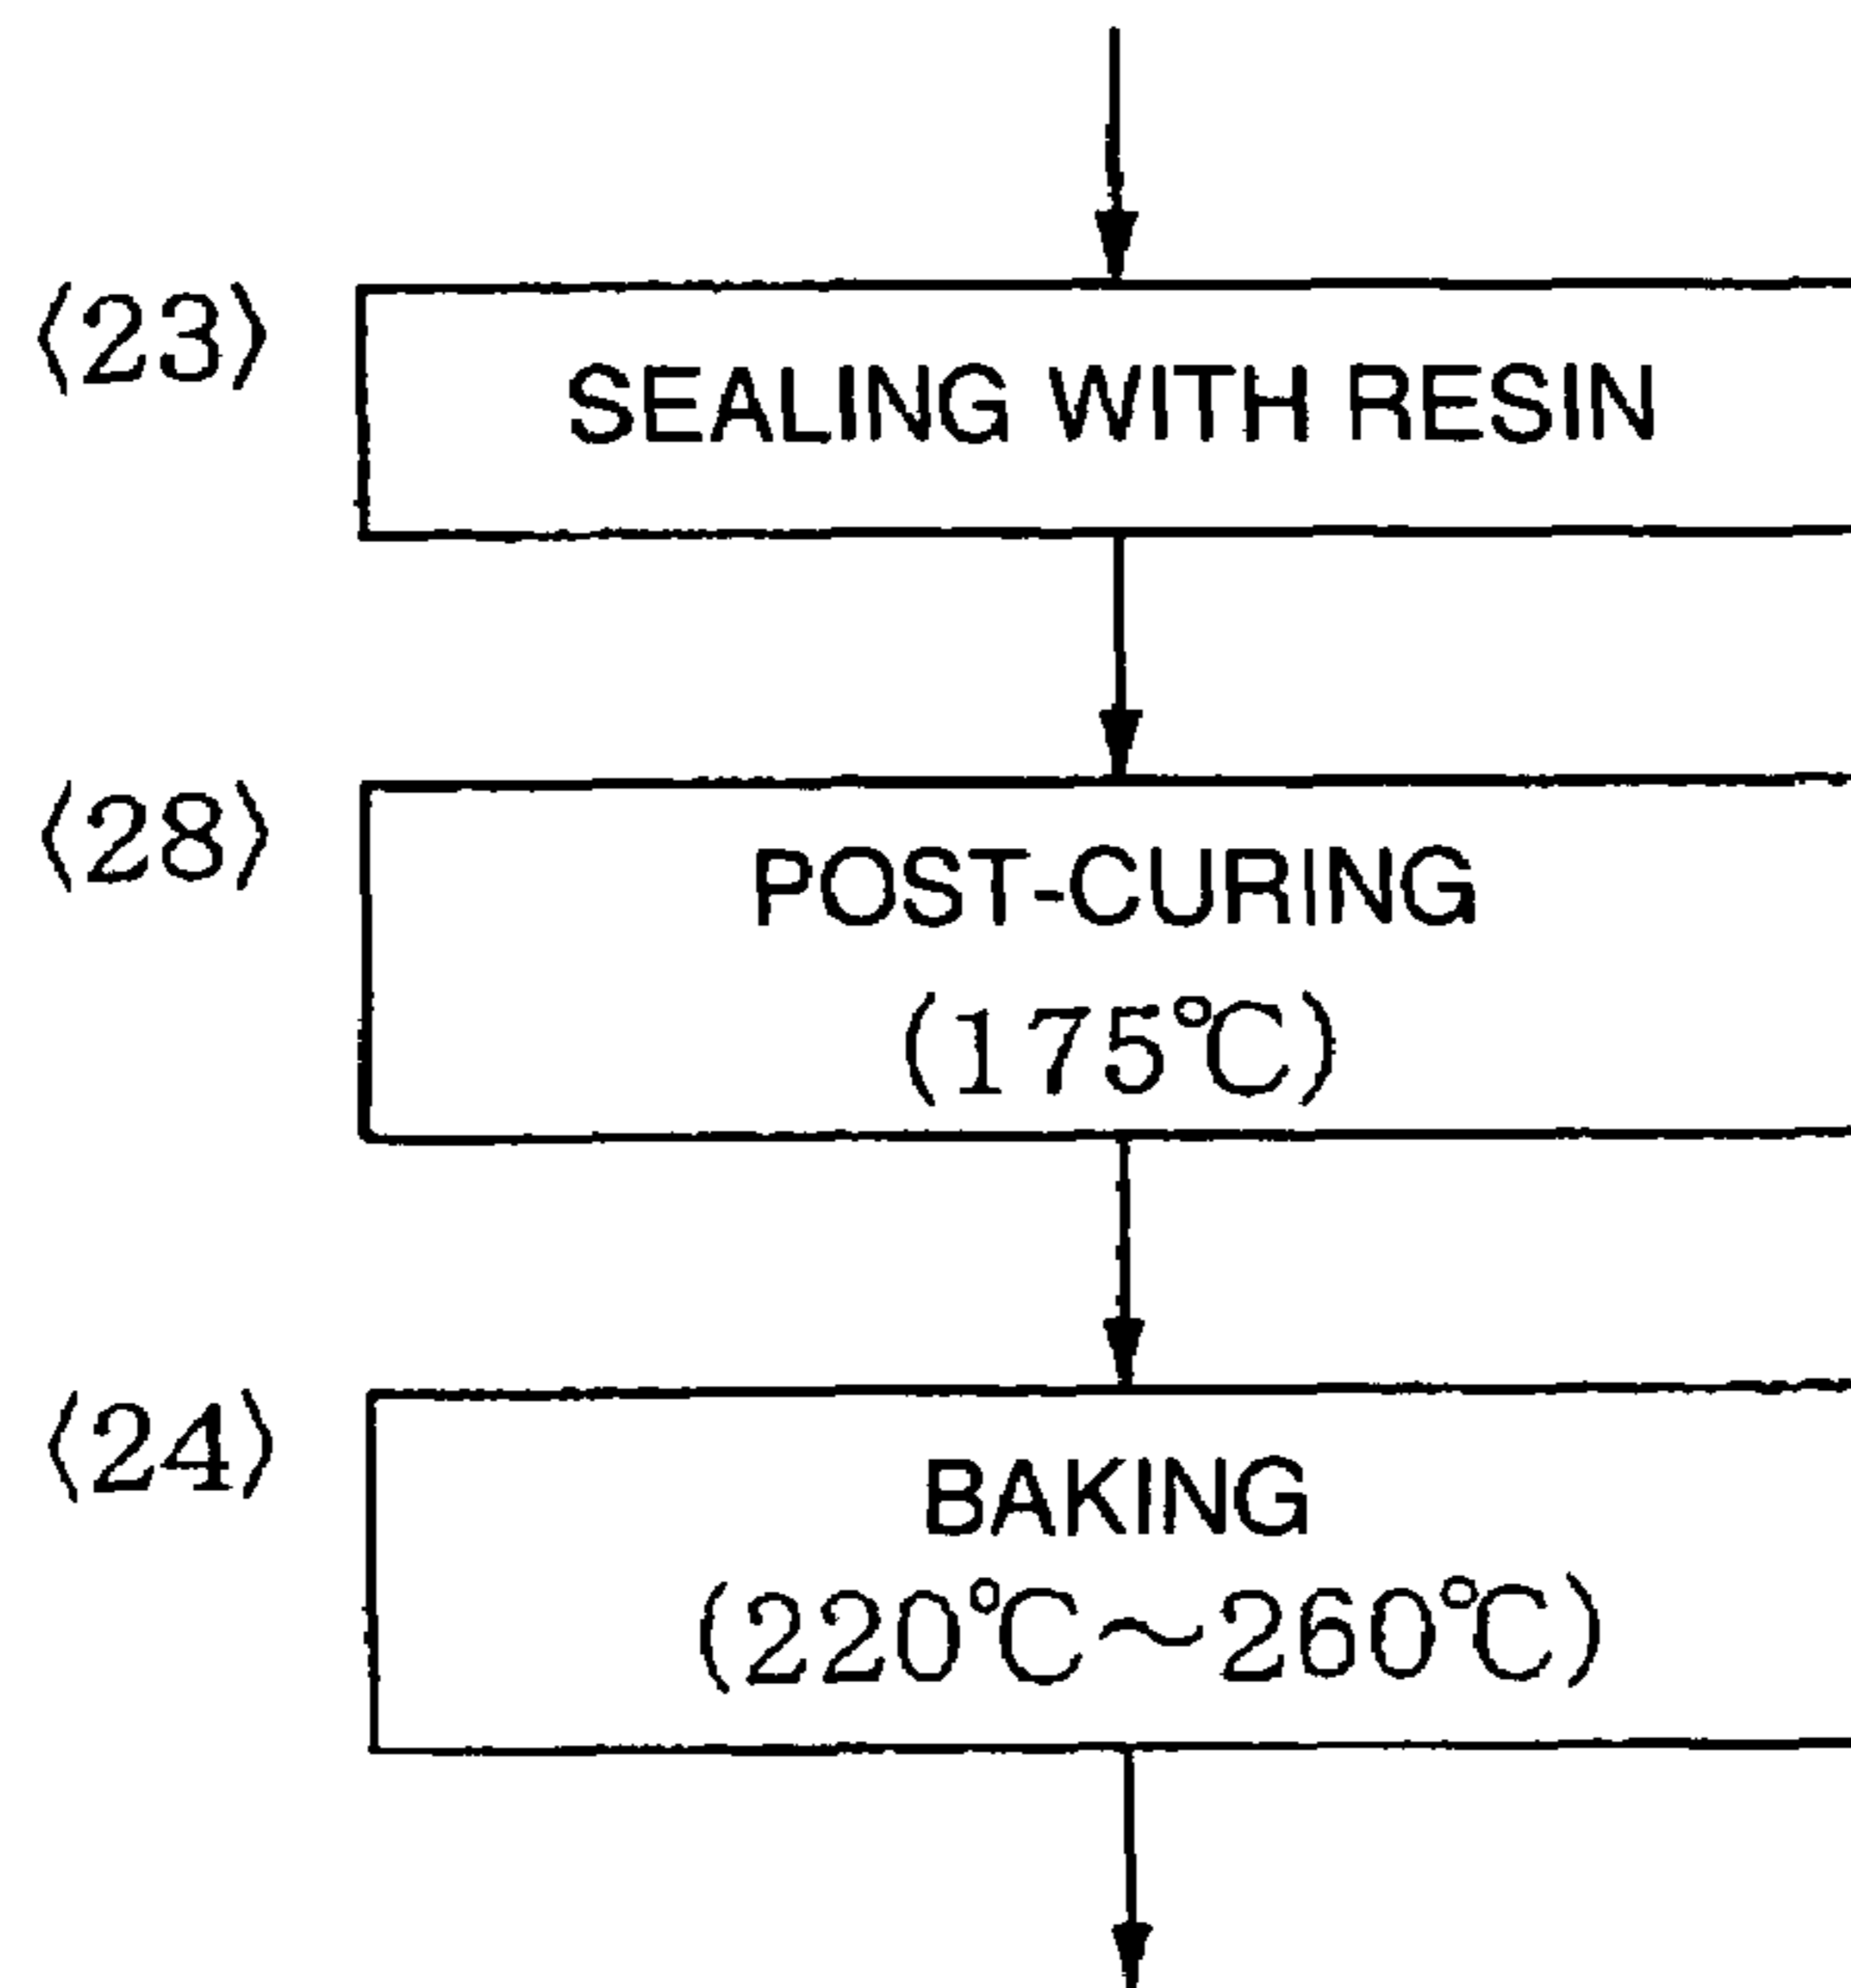 ⟨23⟩
SEALING WITH RESIN
⟨28⟩
POST-CURING
(175℃)
⟨24⟩
BAKING
(220℃～260℃)